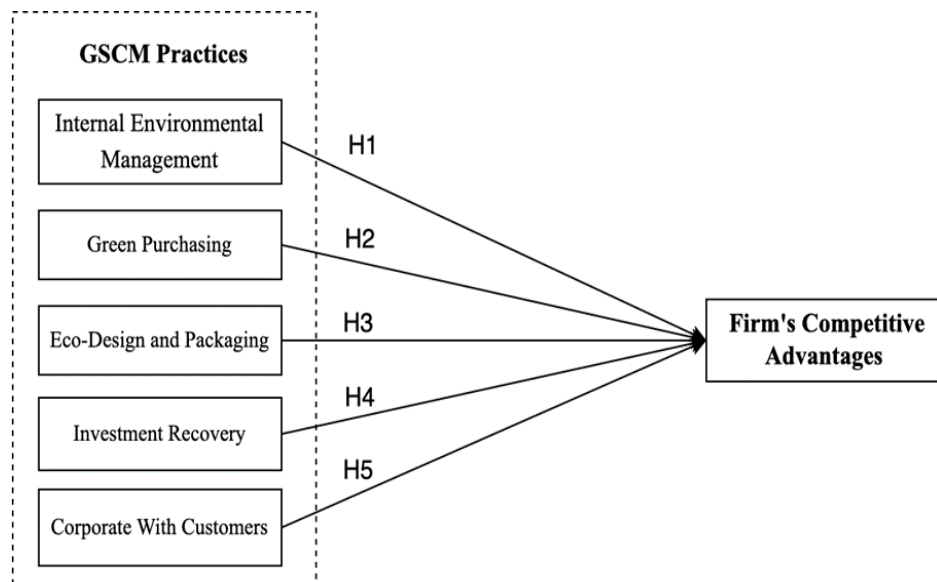 GSCM Practices
Internal Environmental
Management
H1
Green Purchasing
H2
Eco-Design and Packaging
H3
Investment Recovery
H4
Corporate With Customers
H5
Firm's Competitive
Advantages